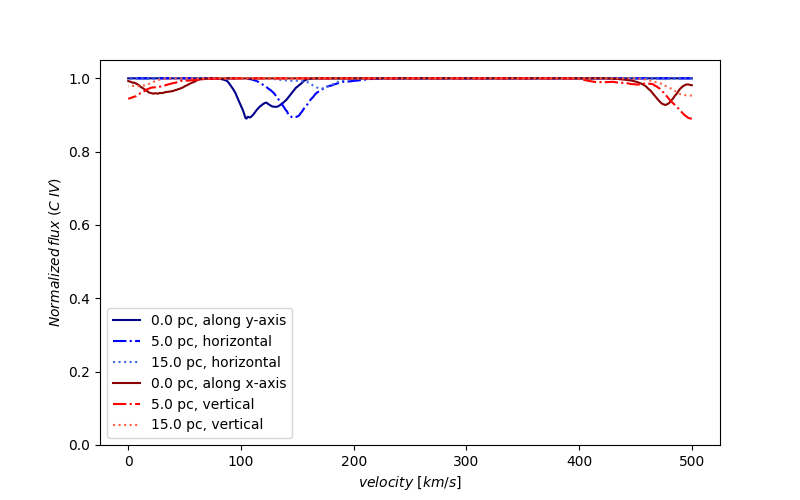 1.0
0.8
0.6
0.4
0.2
0.0
Normalized flux (C IV)
0.0 pc, along y-axis
5.0 pc, horizontal
15.0 pc, horizontal
0.0 pc, along x-axis
5.0 pc, vertical
15.0 pc, vertical
0 100 200 300 400 500
velocity [km/s]